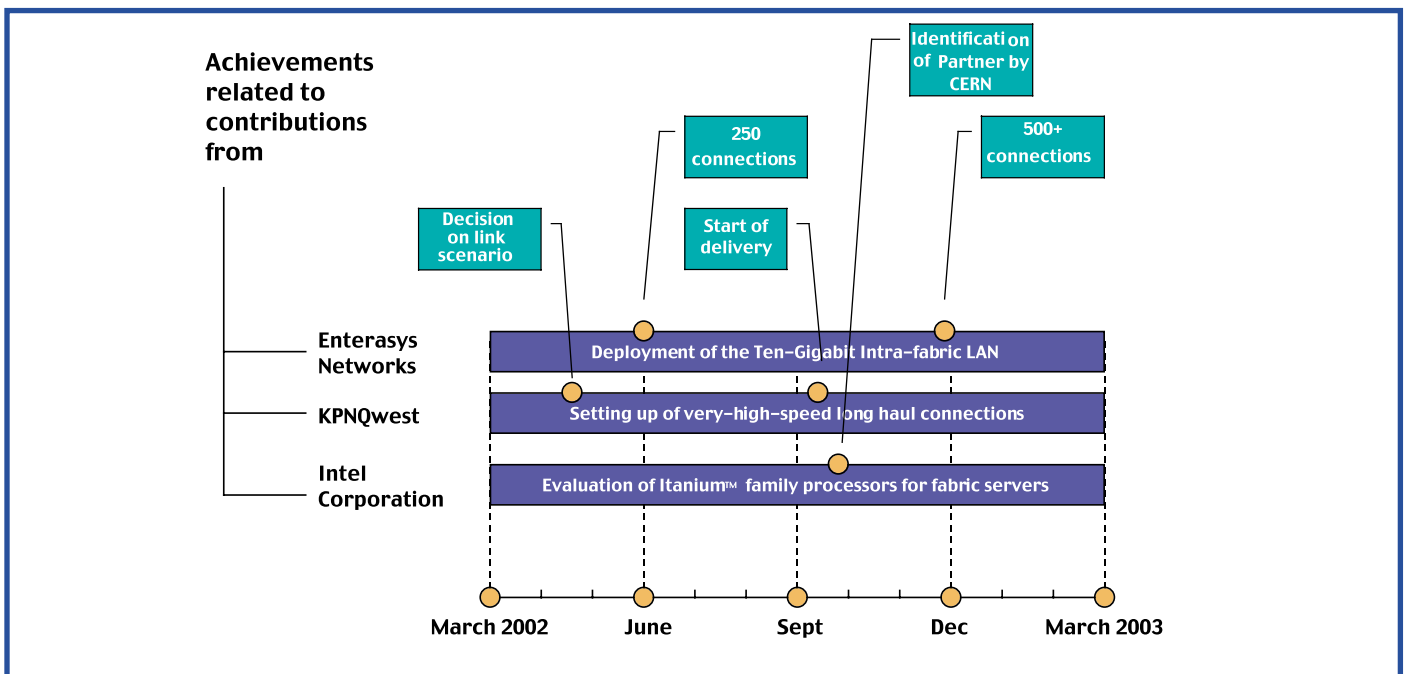 Achievements
related to
contributions
from
Identification
of Partner by
CERN
250
connections
500+
connections
Decision
on link
scenario
Start of
delivery
Enterasys
Networks
Deployment of the Ten-Gigabit Intra-fabric LAN
KPNQwest
Setting up of very-high-speed long haul connections
Intel
Corporation
Evaluation of Itanium™ family processors for fabric servers
March 2002
June
Sept
Dec
March 2003